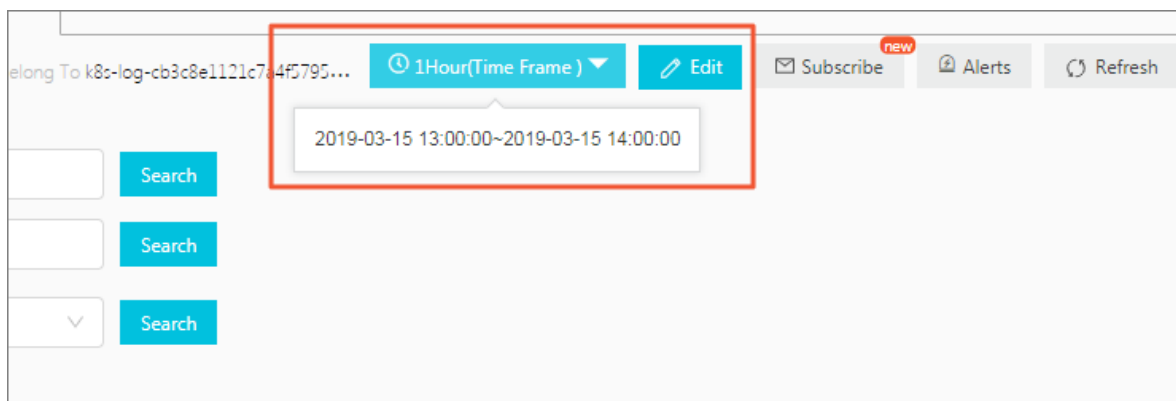 new
elong To k8s-log-cb3c8e1121c7a4f5795... 1Hour(Time Frame ) Edit Subscribe Alerts Refresh
2019-03-15 13:00:00~2019-03-15 14:00:00
Search
Search
Search